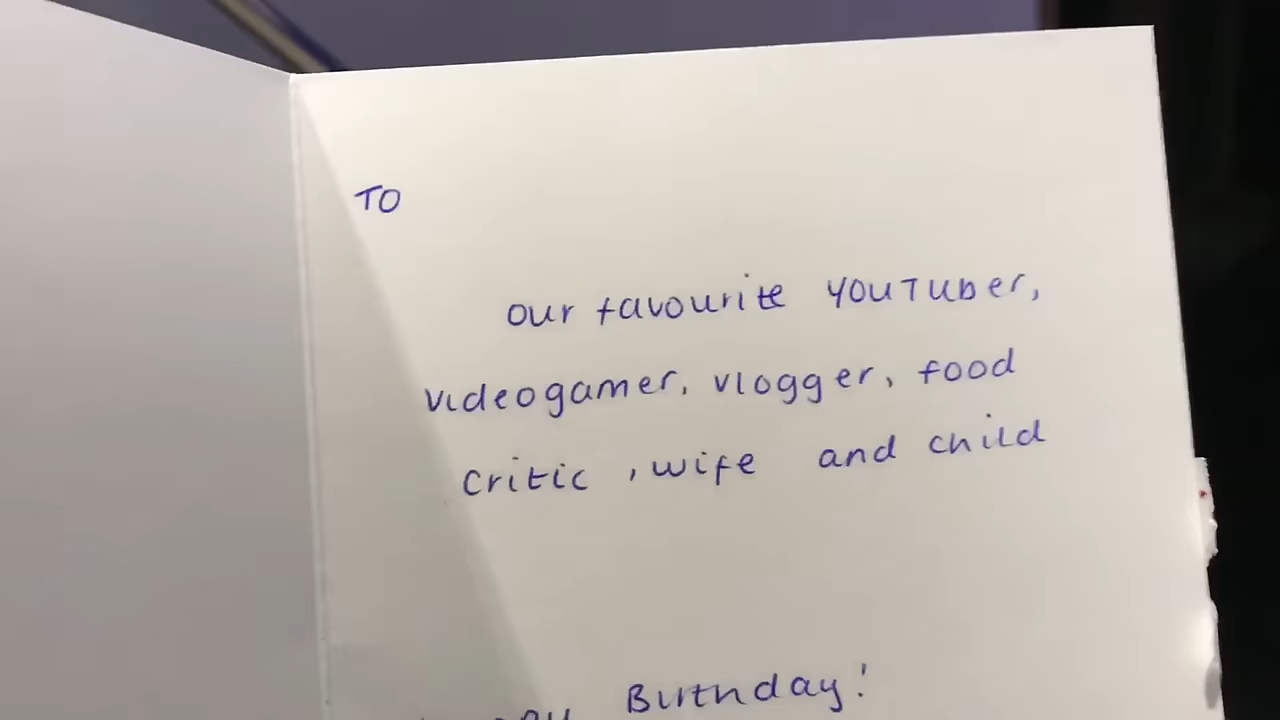 TO
our favourite YOUTUber,
videogamer, vlogger, food
critic, wife and child
Birthday!